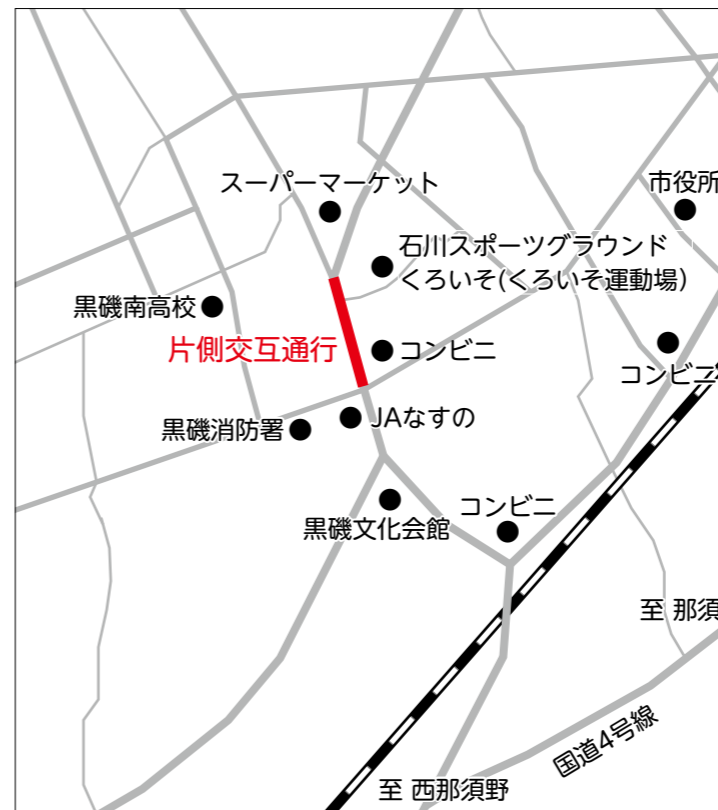 スーパーマーケット
市役所
石川スポーツグラウンド
くろいそ(くろいそ運動場)
黒磯南高校
片側交互通行
コンビニ
コンビニ
JAなすの
黒磯消防署
コンビニ
黒磯文化会館
至 那須
国道4号線
至 西那須野